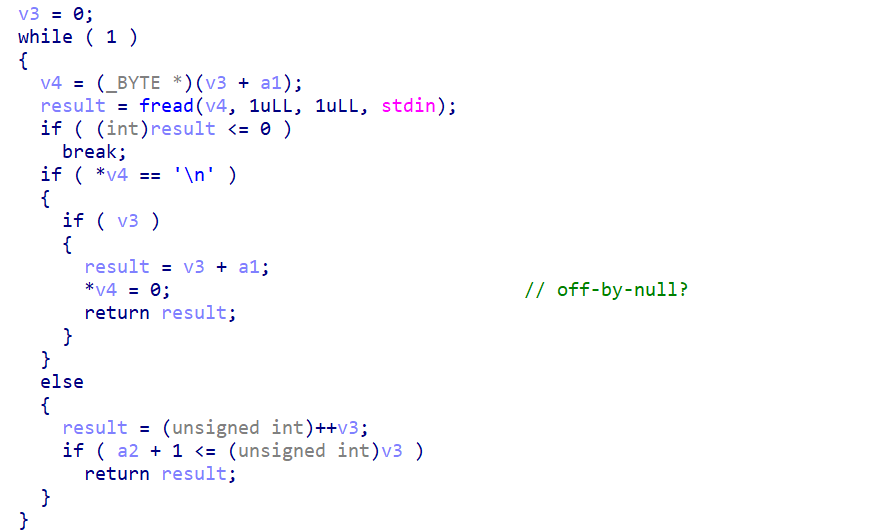 v3 = 0;
while ( 1 )
{
  v4 = (_BYTE *)(v3 + a1);
  result = fread(v4, 1uLL, 1uLL, stdin);
  if ( (int)result <= 0 )
    break;
  if ( *v4 == '\n' )
  {
    if ( v3 )
    {
      result = v3 + a1;
      *v4 = 0;                                // off-by-null?
      return result;
    }
  }
  else
  {
    result = (unsigned int)++v3;
    if ( a2 + 1 <= (unsigned int)v3 )
      return result;
  }
}